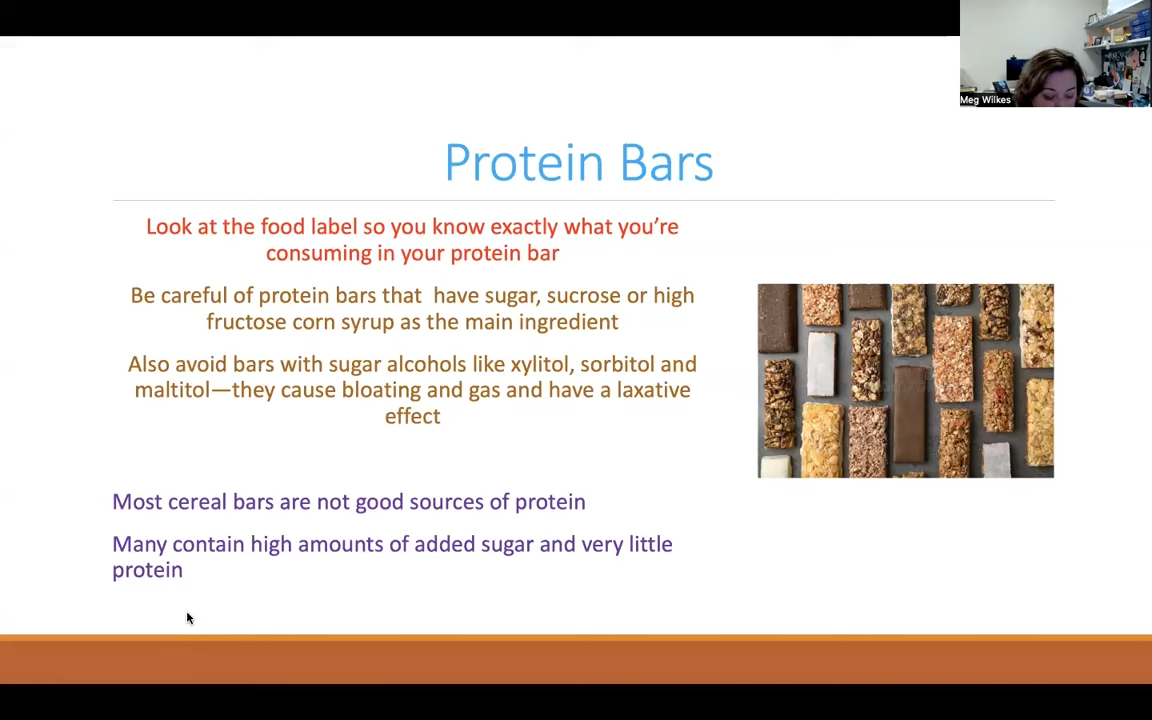 Meg Wilkes
Protein Bars
Look at the food label so you know exactly what you’re
consuming in your protein bar
Be careful of protein bars that  have sugar, sucrose or high
fructose corn syrup as the main ingredient
Also avoid bars with sugar alcohols like xylitol, sorbitol and
maltitol—they cause bloating and gas and have a laxative
effect
Most cereal bars are not good sources of protein
Many contain high amounts of added sugar and very little
protein